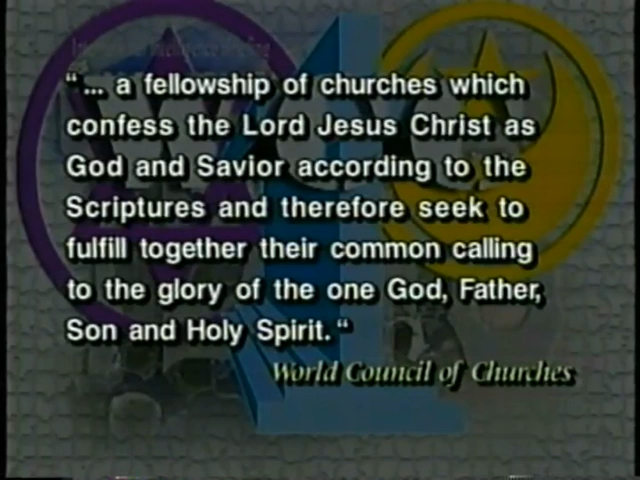 “... a fellowship of churches which
confess the Lord Jesus Christ as
God and Savior according to the
Scriptures and therefore seek to
fulfill together their common calling
to the glory of the one God, Father,
Son and Holy Spirit.“
World Council of Churches